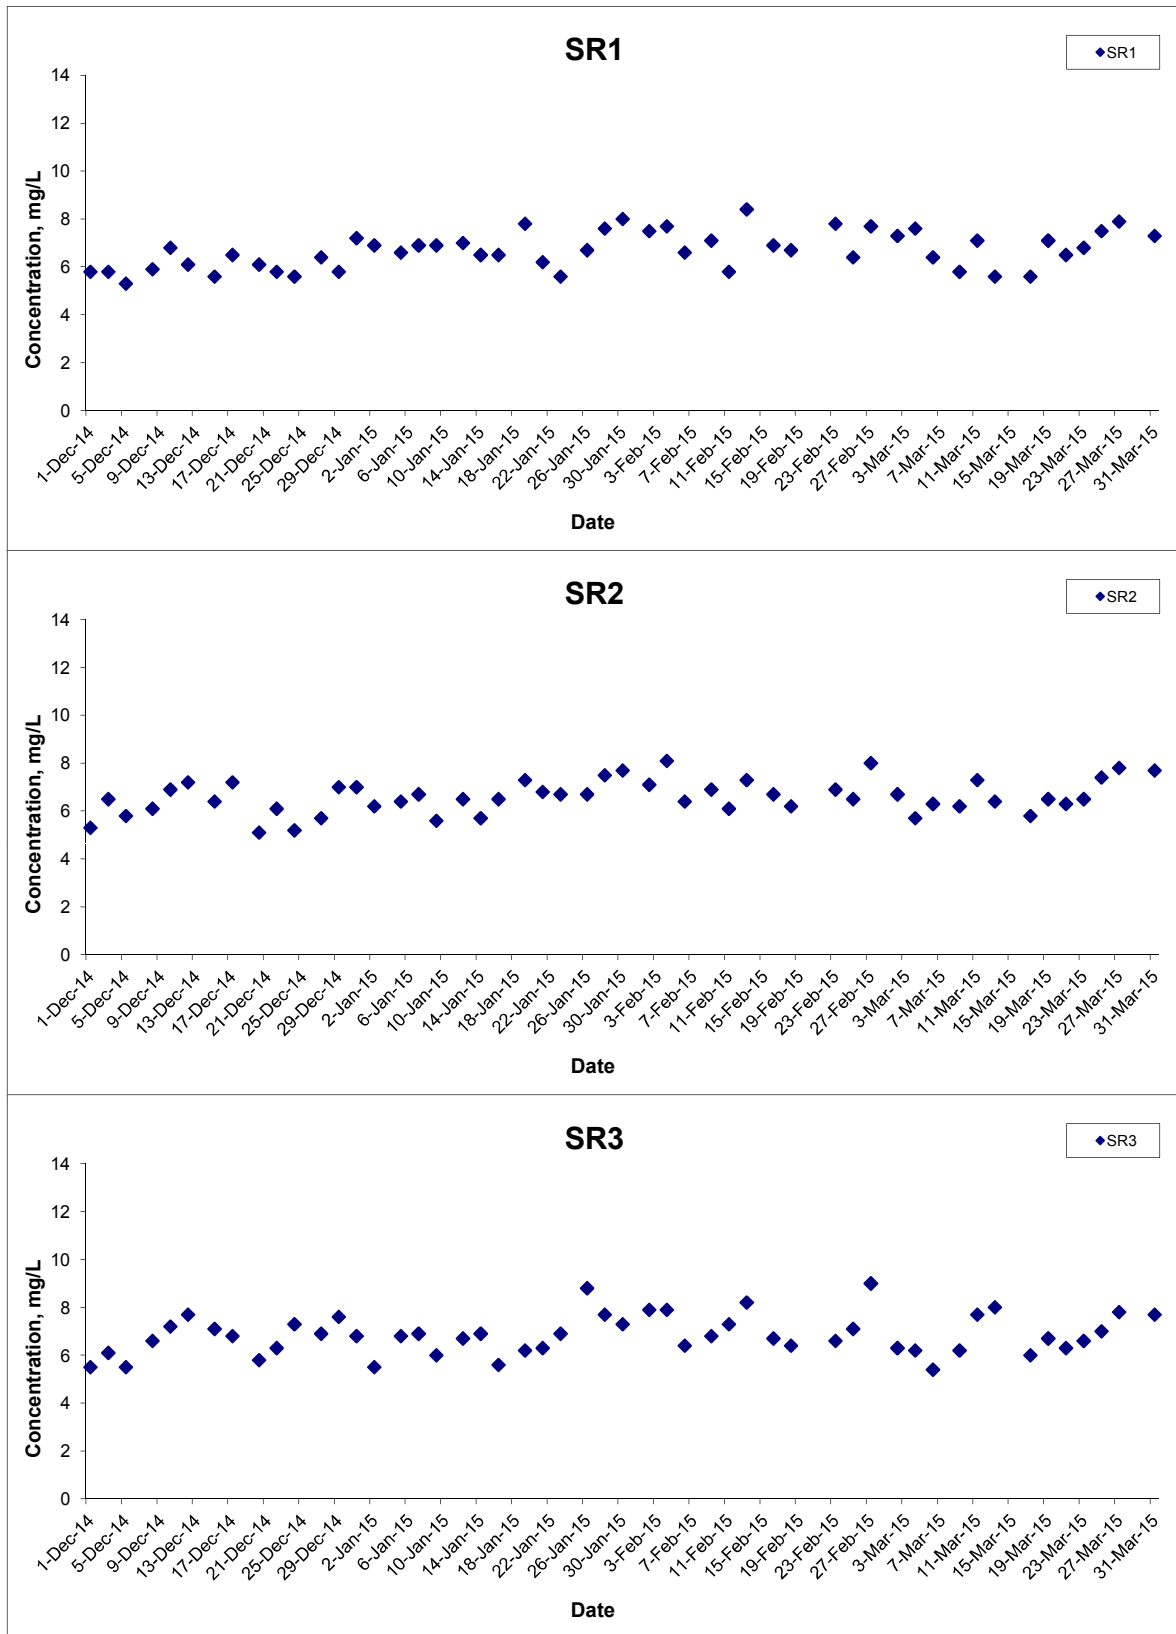 SR1
SR1
14
12
10
8
6
4
2
0
Concentration, mg/L
1-Dec-14
5-Dec-14
9-Dec-14
13-Dec-14
17-Dec-14
21-Dec-14
25-Dec-14
29-Dec-14
2-Jan-15
6-Jan-15
10-Jan-15
14-Jan-15
18-Jan-15
22-Jan-15
26-Jan-15
30-Jan-15
3-Feb-15
7-Feb-15
11-Feb-15
15-Feb-15
19-Feb-15
23-Feb-15
27-Feb-15
3-Mar-15
7-Mar-15
11-Mar-15
15-Mar-15
19-Mar-15
23-Mar-15
27-Mar-15
31-Mar-15
Date
SR2
SR2
14
12
10
8
6
4
2
0
Concentration, mg/L
1-Dec-14
5-Dec-14
9-Dec-14
13-Dec-14
17-Dec-14
21-Dec-14
25-Dec-14
29-Dec-14
2-Jan-15
6-Jan-15
10-Jan-15
14-Jan-15
18-Jan-15
22-Jan-15
26-Jan-15
30-Jan-15
3-Feb-15
7-Feb-15
11-Feb-15
15-Feb-15
19-Feb-15
23-Feb-15
27-Feb-15
3-Mar-15
7-Mar-15
11-Mar-15
15-Mar-15
19-Mar-15
23-Mar-15
27-Mar-15
31-Mar-15
Date
SR3
SR3
14
12
10
8
6
4
2
0
Concentration, mg/L
1-Dec-14
5-Dec-14
9-Dec-14
13-Dec-14
17-Dec-14
21-Dec-14
25-Dec-14
29-Dec-14
2-Jan-15
6-Jan-15
10-Jan-15
14-Jan-15
18-Jan-15
22-Jan-15
26-Jan-15
30-Jan-15
3-Feb-15
7-Feb-15
11-Feb-15
15-Feb-15
19-Feb-15
23-Feb-15
27-Feb-15
3-Mar-15
7-Mar-15
11-Mar-15
15-Mar-15
19-Mar-15
23-Mar-15
27-Mar-15
31-Mar-15
Date